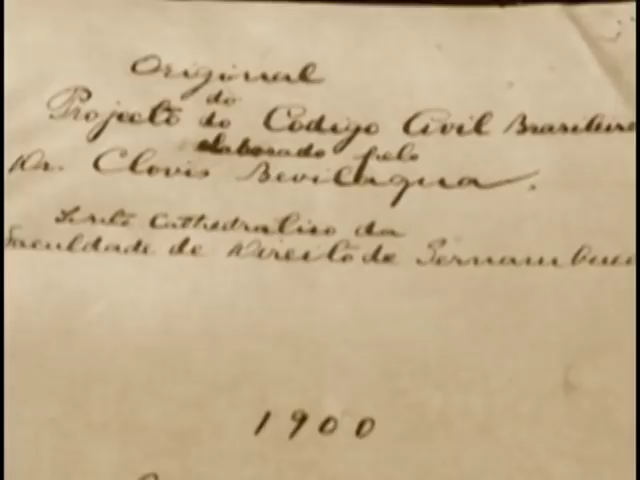 Original
do
Projecto do Codigo Civil Brasileiro
elaborado pelo
Dr. Clovis Bevilaqua.
Lente Cathedratico da
Faculdade de Direito de Pernambuco
1900